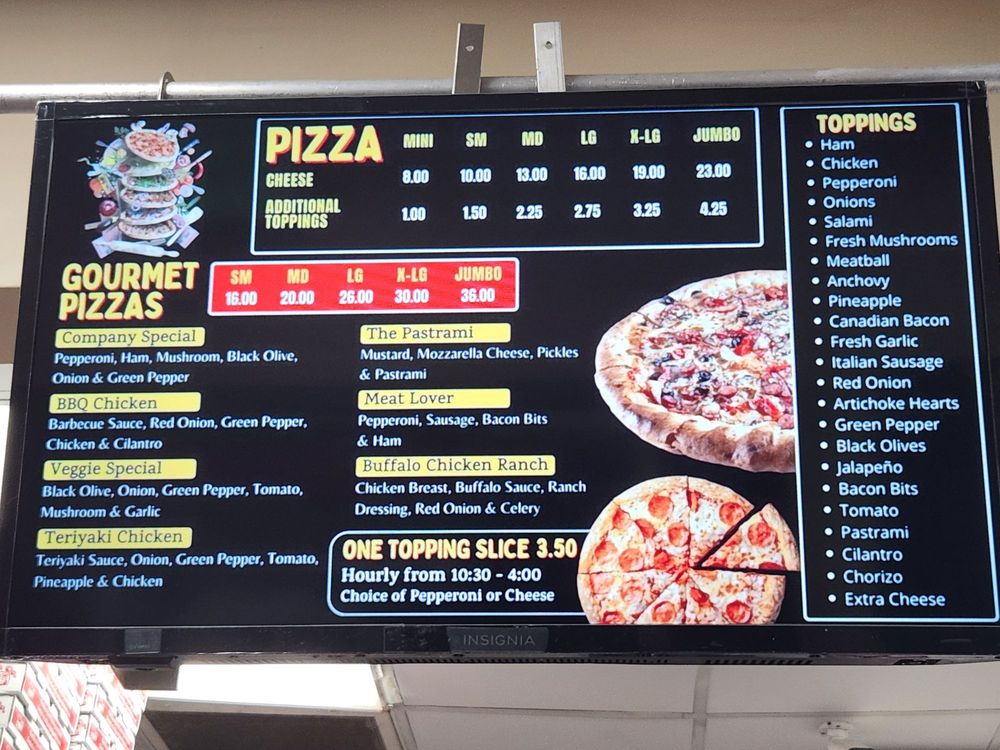 PIZZA MINI SM MD LG X-LG JUMBO
CHEESE 8.00 10.00 13.00 16.00 19.00 23.00
ADDITIONAL
TOPPINGS 1.00 1.50 2.25 2.75 3.25 4.25
GOURMET
PIZZAS
SM MD LG X-LG JUMBO
16.00 20.00 26.00 30.00 36.00
Company Special
Pepperoni, Ham, Mushroom, Black Olive,
Onion & Green Pepper
BBQ Chicken
Barbecue Sauce, Red Onion, Green Pepper,
Chicken & Cilantro
Veggie Special
Black Olive, Onion, Green Pepper, Tomato,
Mushroom & Garlic
Teriyaki Chicken
Teriyaki Sauce, Onion, Green Pepper, Tomato,
Pineapple & Chicken
The Pastrami
Mustard, Mozzarella Cheese, Pickles
& Pastrami
Meat Lover
Pepperoni, Sausage, Bacon Bits
& Ham
Buffalo Chicken Ranch
Chicken Breast, Buffalo Sauce, Ranch
Dressing, Red Onion & Celery
ONE TOPPING SLICE 3.50
Hourly from 10:30 - 4:00
Choice of Pepperoni or Cheese
TOPPINGS
• Ham
• Chicken
• Pepperoni
• Onions
• Salami
• Fresh Mushrooms
• Meatball
• Anchovy
• Pineapple
• Canadian Bacon
• Fresh Garlic
• Italian Sausage
• Red Onion
• Artichoke Hearts
• Green Pepper
• Black Olives
• Jalapeño
• Bacon Bits
• Tomato
• Pastrami
• Cilantro
• Chorizo
• Extra Cheese
INSIGNIA